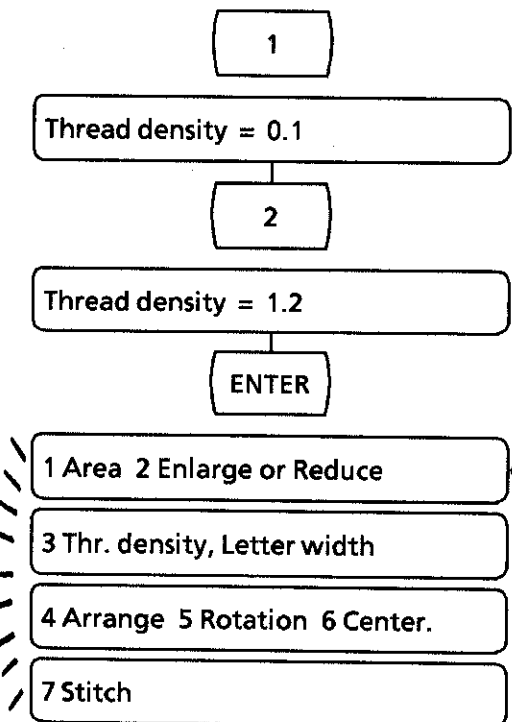 1
Thread density = 0.1
2
Thread density = 1.2
ENTER
1 Area 2 Enlarge or Reduce
3 Thr. density, Letter width
4 Arrange 5 Rotation 6 Center.
7 Stitch